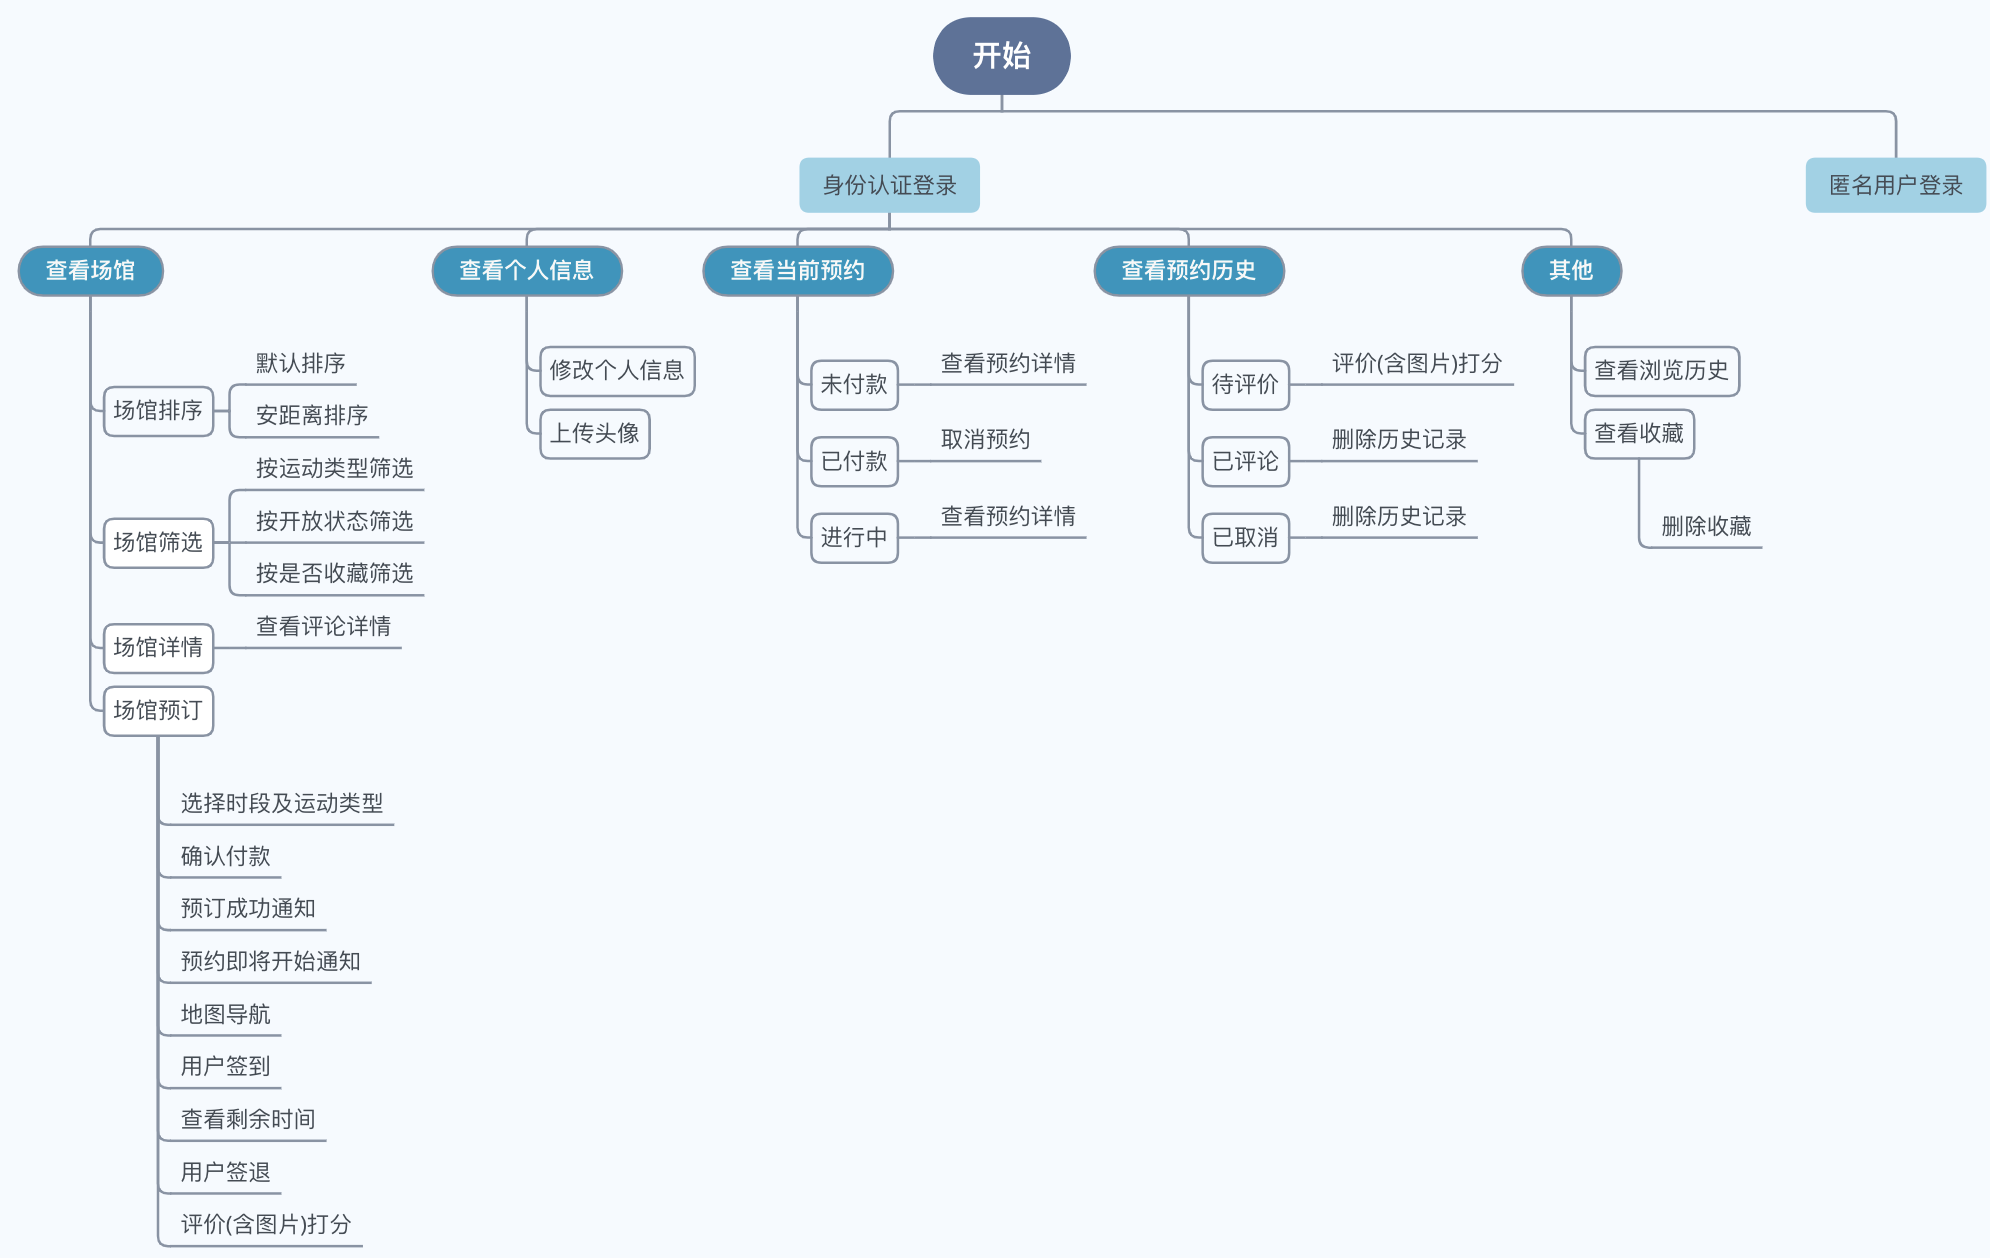 开始
身份认证登录
匿名用户登录
查看场馆
查看个人信息
查看当前预约
查看预约历史
其他
场馆排序
默认排序
安距离排序
场馆筛选
按运动类型筛选
按开放状态筛选
按是否收藏筛选
场馆详情
查看评论详情
场馆预订
选择时段及运动类型
确认付款
预订成功通知
预约即将开始通知
地图导航
用户签到
查看剩余时间
用户签退
评价(含图片)打分
修改个人信息
上传头像
未付款
查看预约详情
已付款
取消预约
进行中
查看预约详情
待评价
评价(含图片)打分
已评论
删除历史记录
已取消
删除历史记录
查看浏览历史
查看收藏
删除收藏